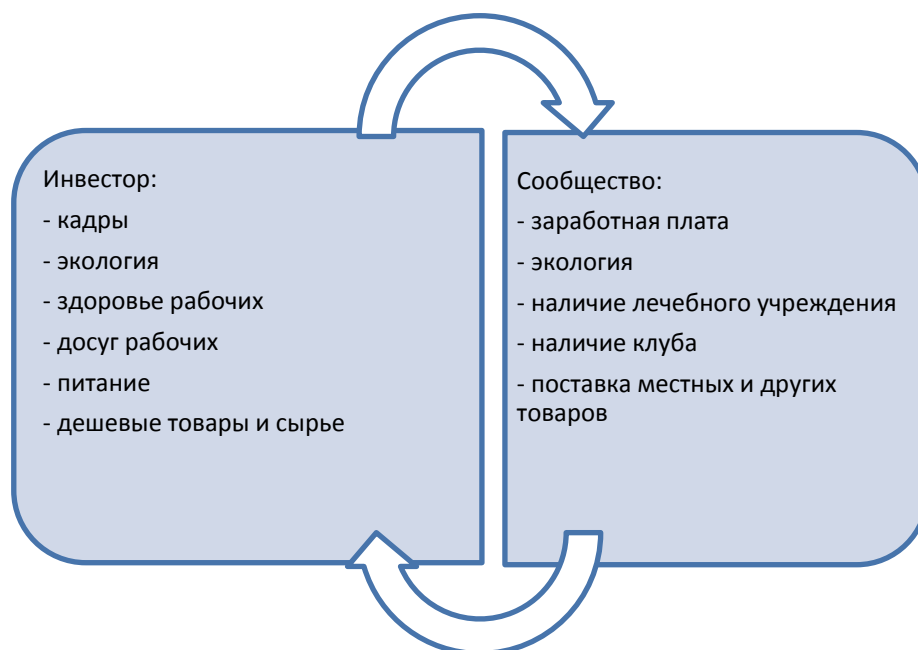 Инвестор:
- кадры
- экология
- здоровье рабочих
- досуг рабочих
- питание
- дешевые товары и сырье
Сообщество:
- заработная плата
- экология
- наличие лечебного учреждения
- наличие клуба
- поставка местных и других
товаров